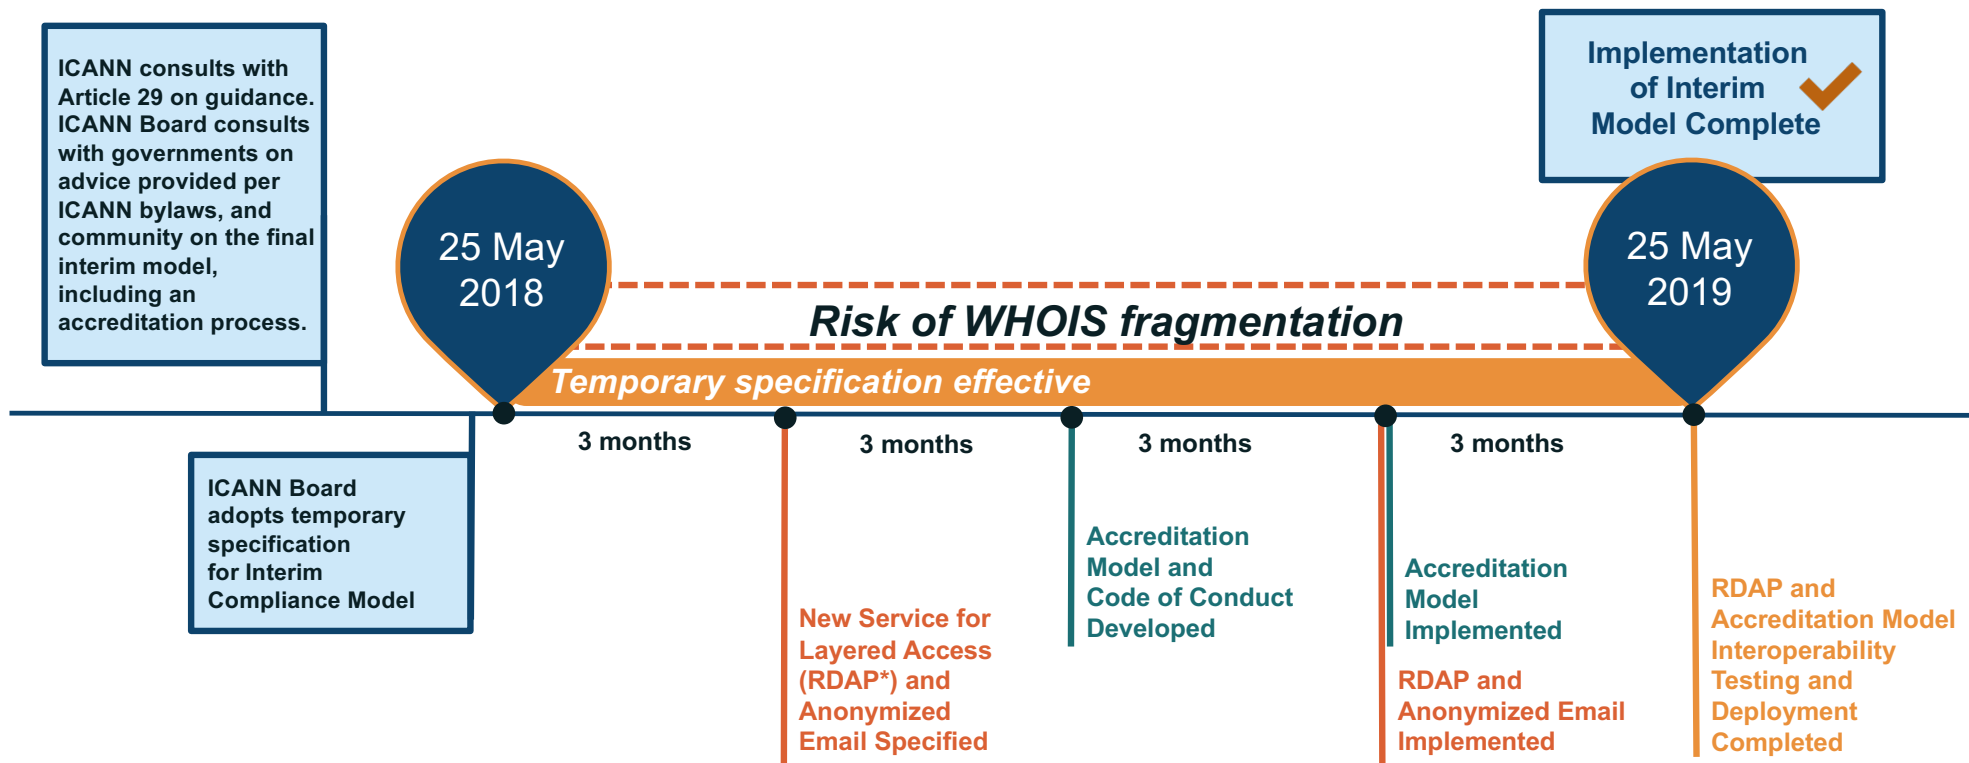 ICANN consults with
Article 29 on guidance.
ICANN Board consults
with governments on
advice provided per
ICANN bylaws, and
community on the final
interim model,
including an
accreditation process.
Implementation
of Interim
Model Complete
25 May
2018
25 May
2019
Risk of WHOIS fragmentation
Temporary specification effective
3 months
3 months
3 months
3 months
ICANN Board
adopts temporary
specification
for Interim
Compliance Model
New Service for
Layered Access
(RDAP*) and
Anonymized
Email Specified
Accreditation
Model and
Code of Conduct
Developed
Accreditation
Model
Implemented
RDAP and
Anonymized Email
Implemented
RDAP and
Accreditation Model
Interoperability
Testing and
Deployment
Completed